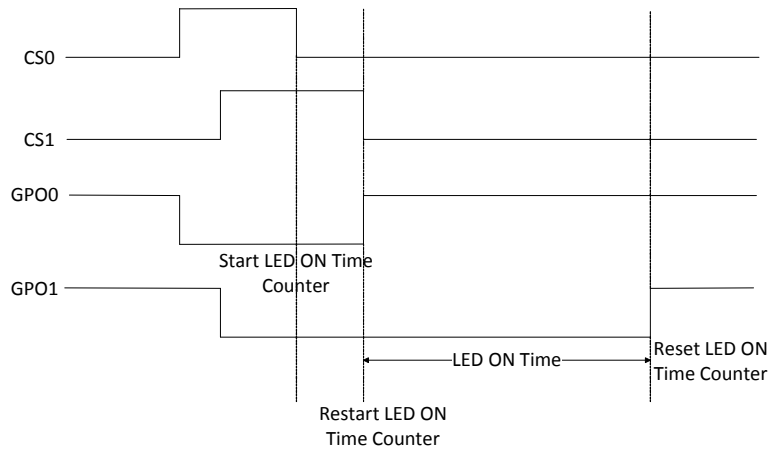 CS0
CS1
GPO0
Start LED ON Time
Counter
GPO1
LED ON Time
Reset LED ON
Time Counter
Restart LED ON
Time Counter